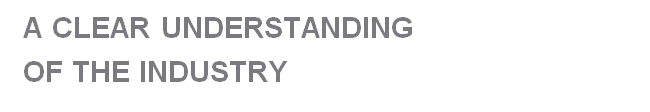 A CLEAR UNDERSTANDING
OF THE INDUSTRY